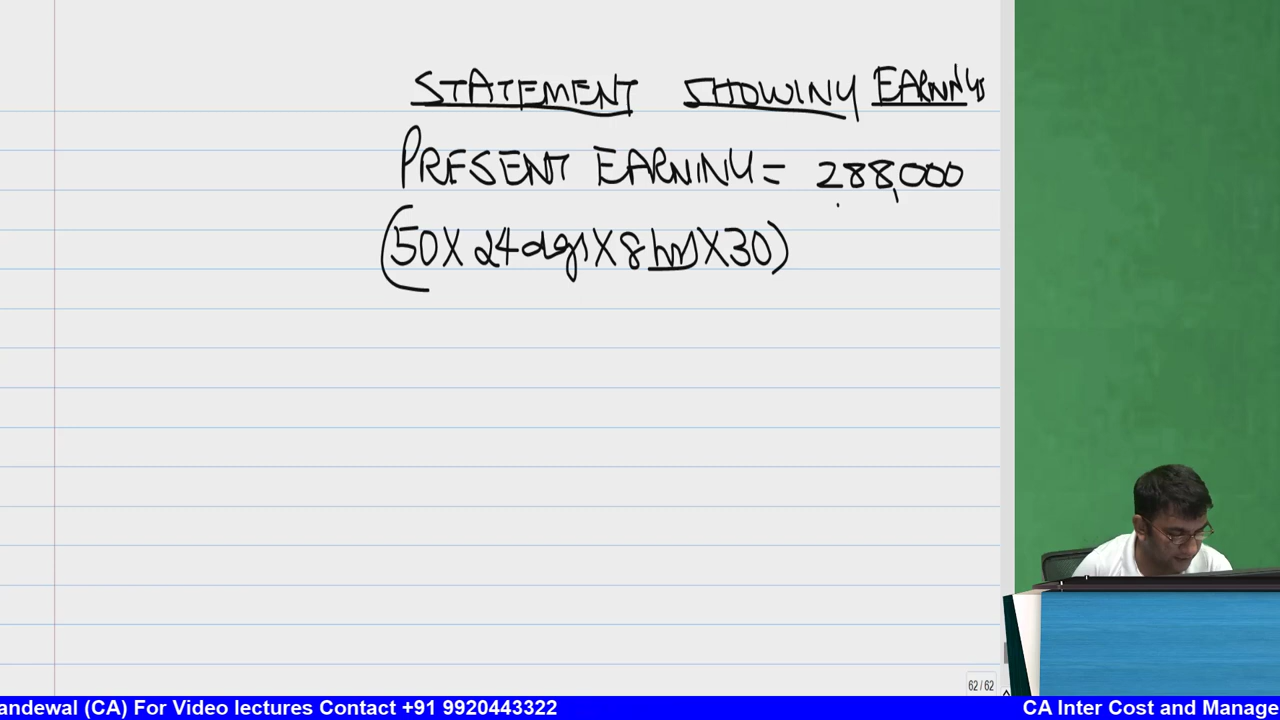 STATEMENT SHOWING EARNINGS
PRESENT EARNING = 288,000
(50X 24 days X 8 hrs X 30)
62 / 62
andewal (CA) For Video lectures Contact +91 9920443322
CA Inter Cost and Manage